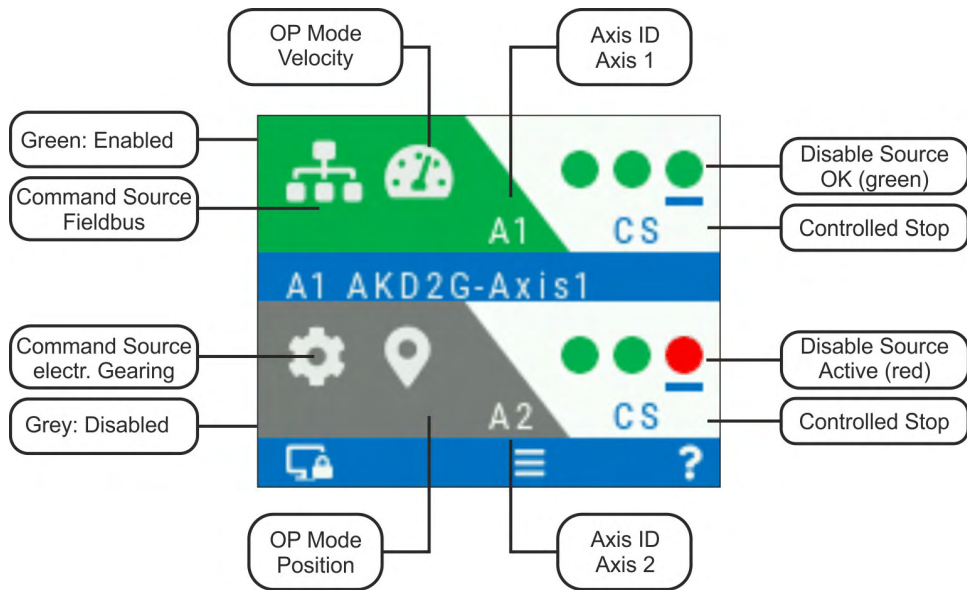 OP Mode
Velocity
Axis ID
Axis 1
Green: Enabled
Command Source
Fieldbus
Disable Source
OK (green)
Controlled Stop
A1
CS
A1 AKD2G-Axis1
Command Source
electr. Gearing
Grey: Disabled
Disable Source
Active (red)
Controlled Stop
A2
CS
?
OP Mode
Position
Axis ID
Axis 2